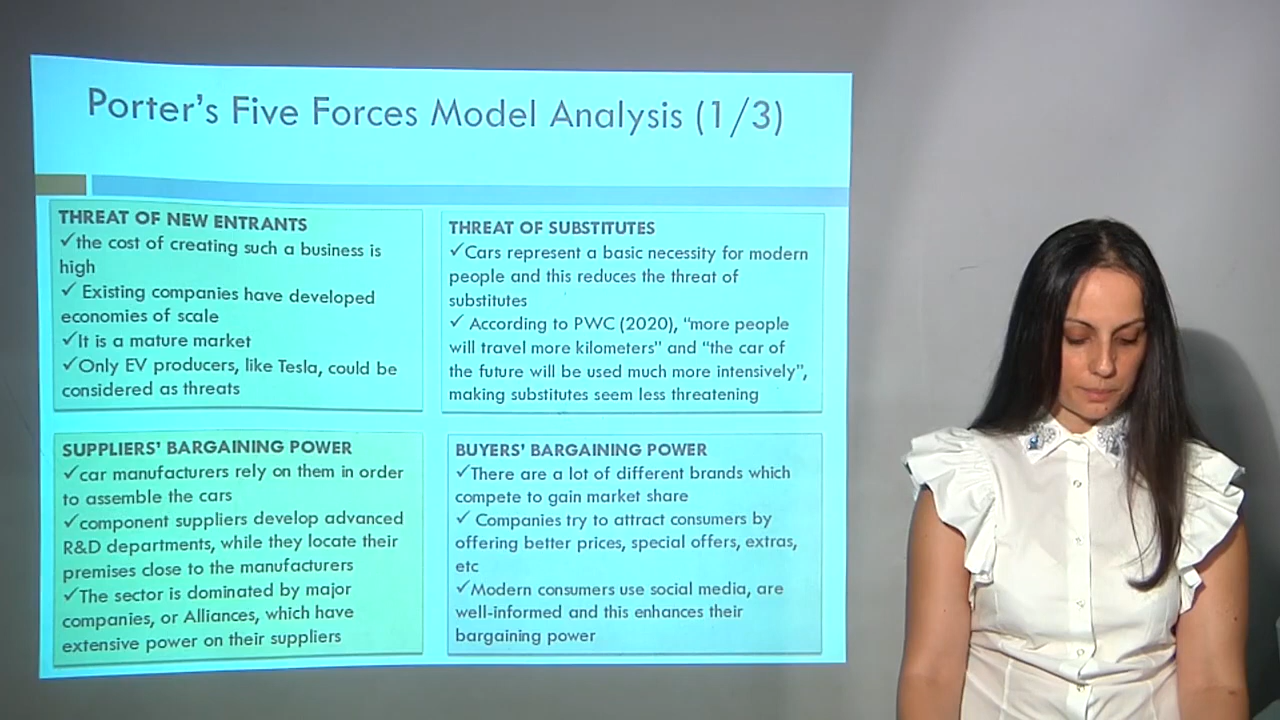 Porter's Five Forces Model Analysis (1/3)
THREAT OF NEW ENTRANTS
✓the cost of creating such a business is
high
✓ Existing companies have developed
economies of scale
✓It is a mature market
✓Only EV producers, like Tesla, could be
considered as threats
THREAT OF SUBSTITUTES
✓Cars represent a basic necessity for modern
people and this reduces the threat of
substitutes
✓ According to PWC (2020), "more people
will travel more kilometers" and "the car of
the future will be used much more intensively",
making substitutes seem less threatening
SUPPLIERS' BARGAINING POWER
✓car manufacturers rely on them in order
to assemble the cars
✓component suppliers develop advanced
R&D departments, while they locate their
premises close to the manufacturers
✓The sector is dominated by major
companies, or Alliances, which have
extensive power on their suppliers
BUYERS' BARGAINING POWER
✓There are a lot of different brands which
compete to gain market share
✓ Companies try to attract consumers by
offering better prices, special offers, extras,
etc
✓Modern consumers use social media, are
well-informed and this enhances their
bargaining power